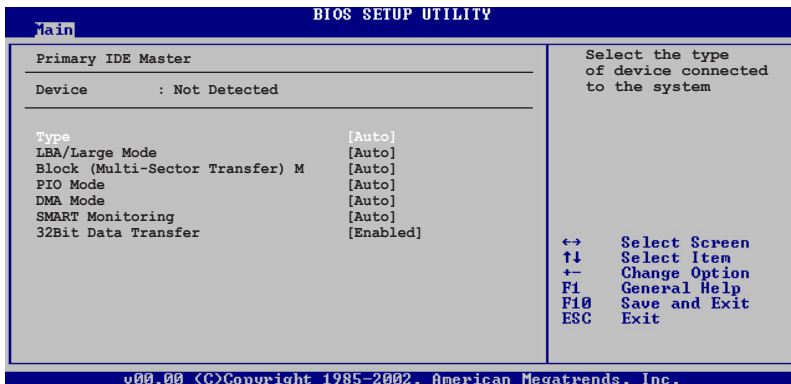 BIOS SETUP UTILITY
Main
Primary IDE Master
Device : Not Detected
Type [Auto]
LBA/Large Mode [Auto]
Block (Multi-Sector Transfer) M [Auto]
PIO Mode [Auto]
DMA Mode [Auto]
SMART Monitoring [Auto]
32Bit Data Transfer [Enabled]
Select the type
of device connected
to the system
←→ Select Screen
↑↓ Select Item
+- Change Option
F1 General Help
F10 Save and Exit
ESC Exit
v00.00 (C)Copyright 1985-2002, American Megatrends, Inc.